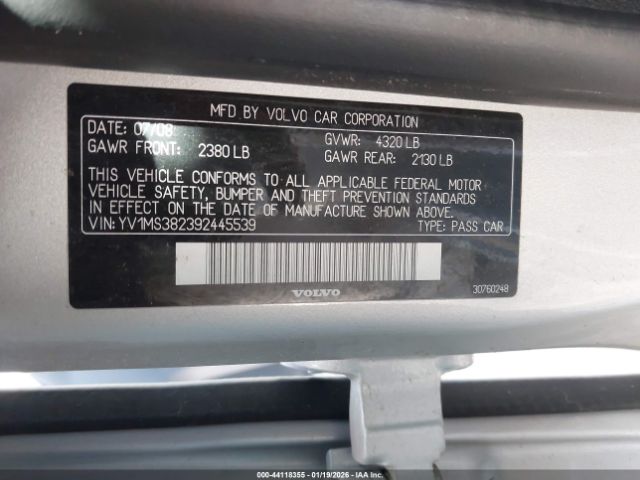 MFD BY VOLVO CAR CORPORATION
DATE: 07/08 GVWR: 4320 LB
GAWR FRONT: 2380 LB GAWR REAR: 2130 LB
THIS VEHICLE CONFORMS TO ALL APPLICABLE FEDERAL MOTOR
VEHICLE SAFETY, BUMPER AND THEFT PREVENTION STANDARDS
IN EFFECT ON THE DATE OF MANUFACTURE SHOWN ABOVE.
VIN:YV1MS382392445539 TYPE: PASS CAR
VOLVO 30760248
000-44118355 | 01/19/2026 | IAAI.CA